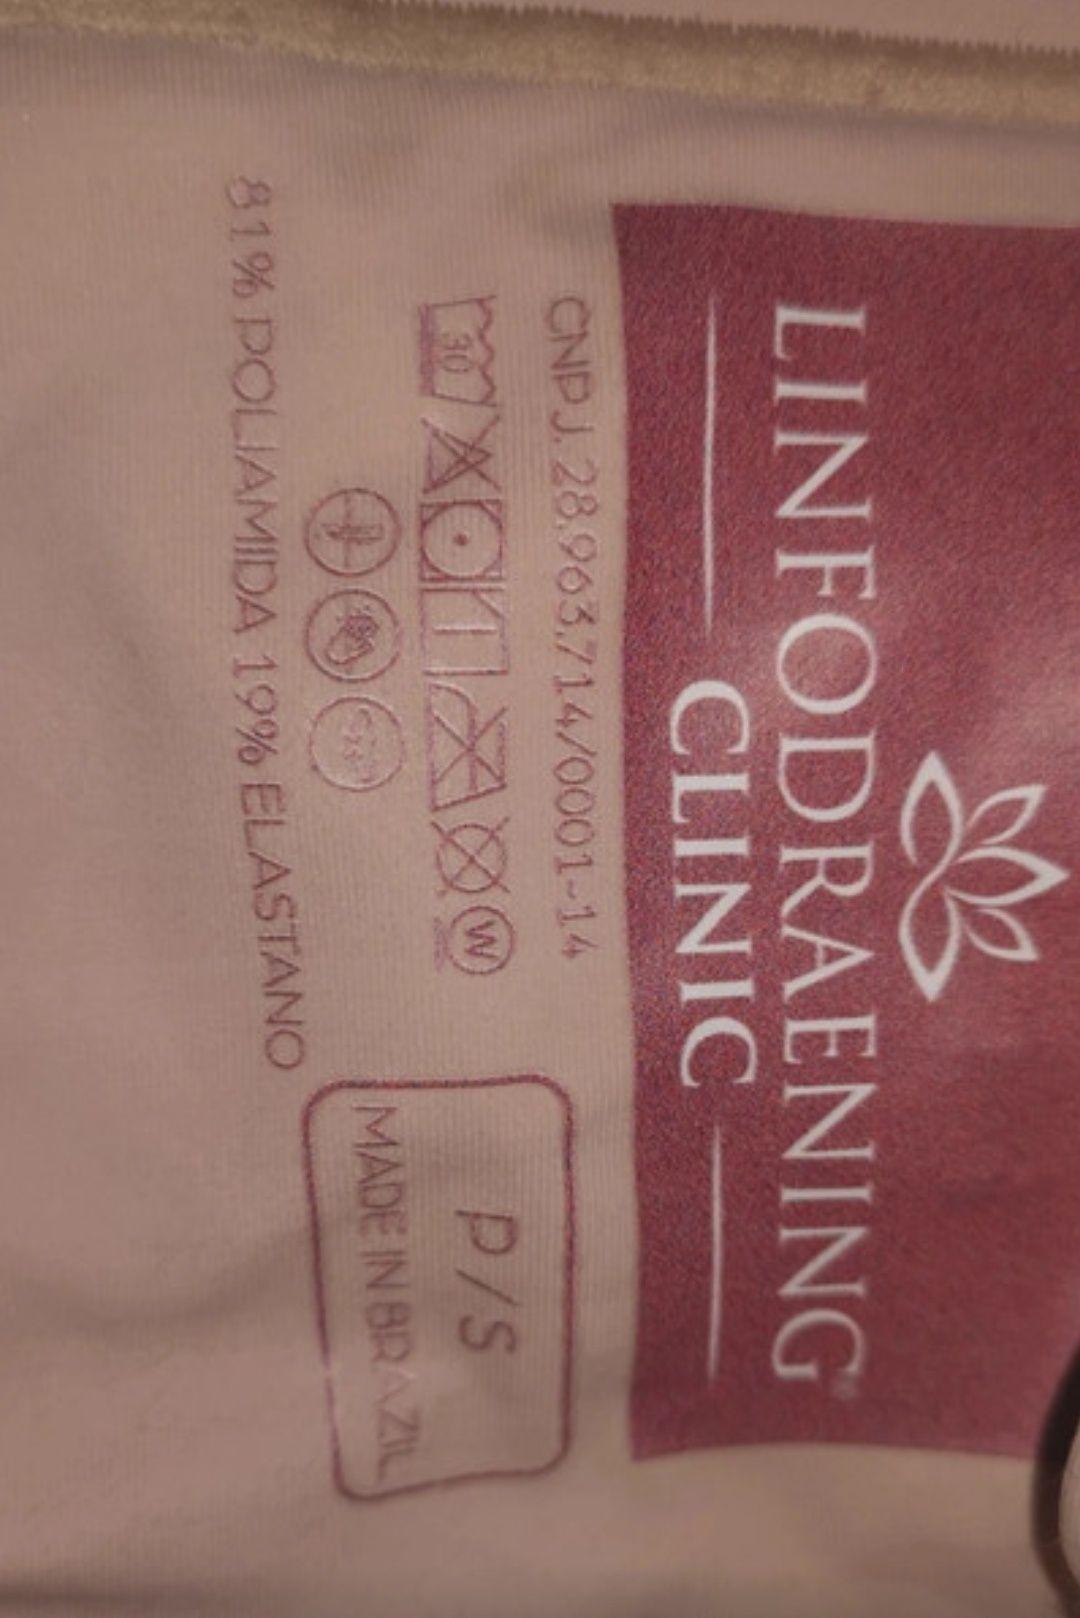 LINFODRAENING®
CLINIC
CNPJ. 28.963.714/0001-14
30
W
81% POLIAMIDA 19% ELASTANO
P/S
MADE IN BRAZIL